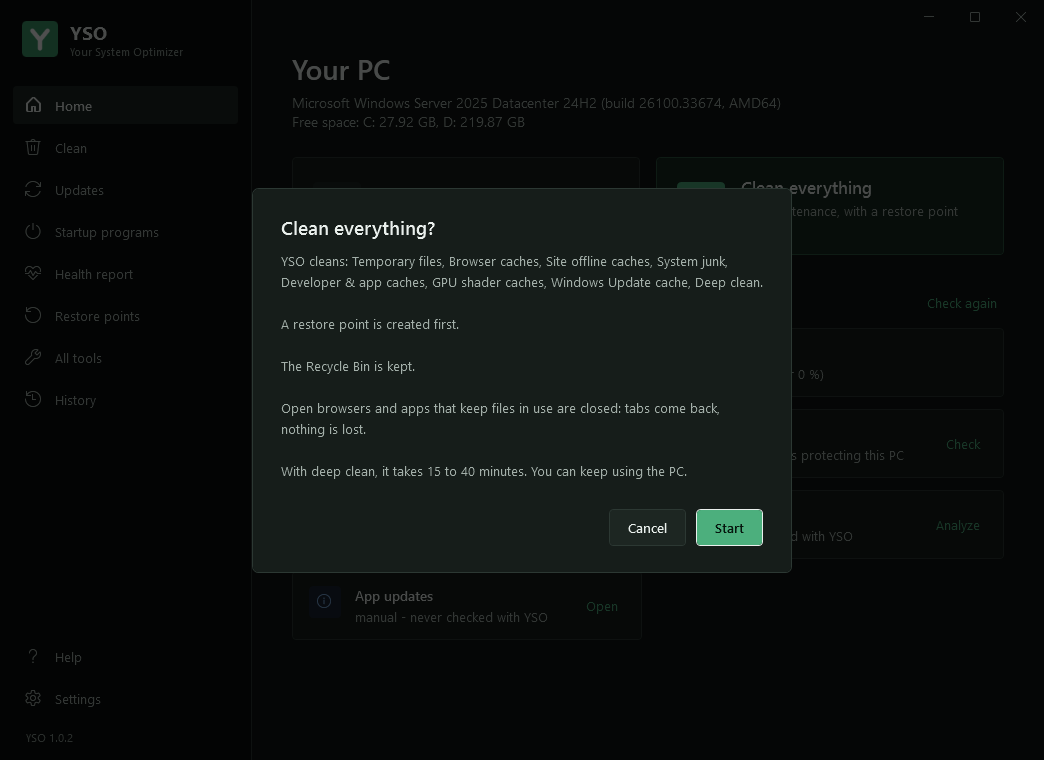 YSO
Your System Optimizer
Home
Clean
Updates
Startup programs
Health report
Restore points
All tools
History
Help
Settings
YSO 1.0.2
Your PC
Microsoft Windows Server 2025 Datacenter 24H2 (build 26100.33674, AMD64)
Free space: C: 27.92 GB, D: 219.87 GB
Clean everything
tenance, with a restore point
Check again
0 %)
Check
protecting this PC
Analyze
with YSO
Clean everything?
YSO cleans: Temporary files, Browser caches, Site offline caches, System junk,
Developer & app caches, GPU shader caches, Windows Update cache, Deep clean.
A restore point is created first.
The Recycle Bin is kept.
Open browsers and apps that keep files in use are closed: tabs come back,
nothing is lost.
With deep clean, it takes 15 to 40 minutes. You can keep using the PC.
Cancel
Start
App updates
manual - never checked with YSO
Open